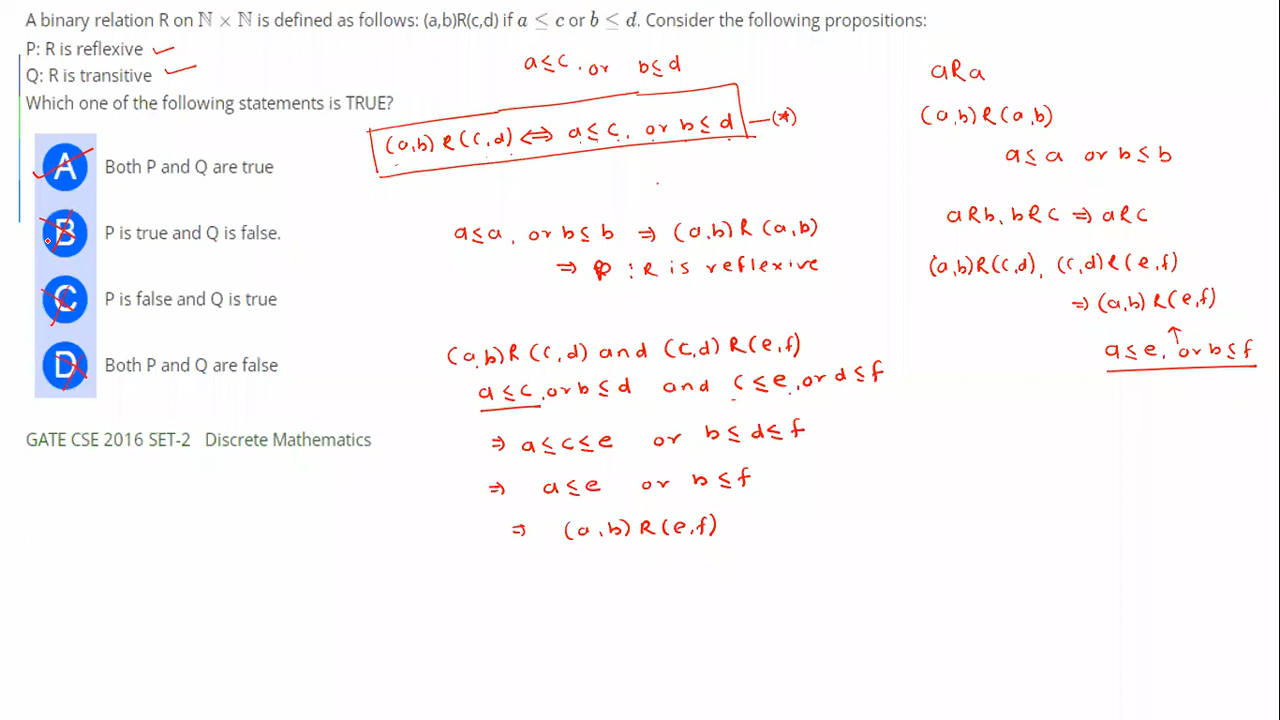 A binary relation R on ℕ × ℕ is defined as follows: (a,b)R(c,d) if a ≤ c or b ≤ d. Consider the following propositions:
P: R is reflexive
Q: R is transitive
Which one of the following statements is TRUE?
A Both P and Q are true
B P is true and Q is false.
C P is false and Q is true
D Both P and Q are false
GATE CSE 2016 SET-2 Discrete Mathematics
a≤c, or b≤d
(a,b) R (c,d) ⇔ a≤c, or b≤d —(*)
a≤a, or b≤b ⇒ (a,b) R (a,b)
⇒ P : R is reflexive
(a,b) R (c,d) and (c,d) R (e,f)
a≤c, or b≤d and c≤e, or d≤f
⇒ a≤c≤e or b≤d≤f
⇒ a≤e or b≤f
⇒ (a,b) R (e,f)
aRa
(a,b) R (a,b)
a≤a or b≤b
aRb, bRc ⇒ aRc
(a,b)R(c,d), (c,d)R(e,f)
⇒ (a,b) R(e,f)
↑
a≤e, or b≤f